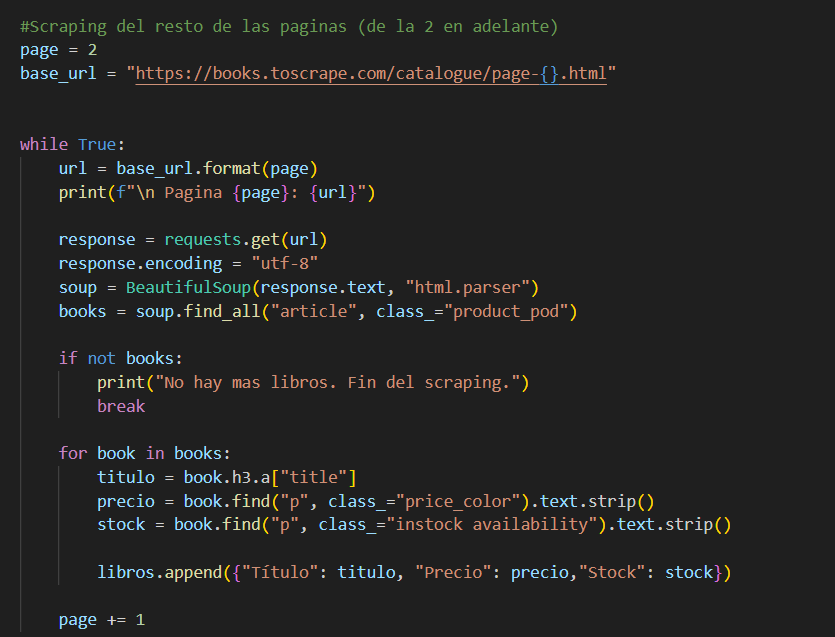 #Scraping del resto de las paginas (de la 2 en adelante)
page = 2
base_url = "https://books.toscrape.com/catalogue/page-{}.html"
while True:
    url = base_url.format(page)
    print(f"\n Pagina {page}: {url}")
    response = requests.get(url)
    response.encoding = "utf-8"
    soup = BeautifulSoup(response.text, "html.parser")
    books = soup.find_all("article", class_="product_pod")
    if not books:
        print("No hay mas libros. Fin del scraping.")
        break
    for book in books:
        titulo = book.h3.a["title"]
        precio = book.find("p", class_="price_color").text.strip()
        stock = book.find("p", class_="instock availability").text.strip()
        libros.append({"Título": titulo, "Precio": precio,"Stock": stock})
    page += 1